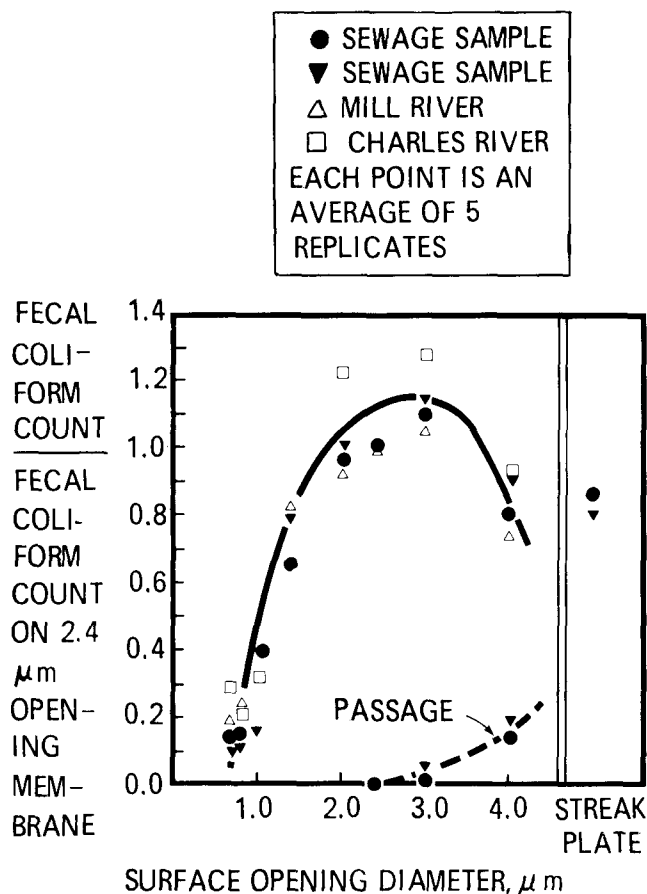 SEWAGE SAMPLE
SEWAGE SAMPLE
MILL RIVER
CHARLES RIVER
EACH POINT IS AN
AVERAGE OF 5
REPLICATES
FECAL
COLI-
FORM
COUNT
FECAL
COLI-
FORM
COUNT
ON 2.4
μm
OPEN-
ING
MEM-
BRANE
1.4
1.2
1.0
0.8
0.6
0.4
0.2
0.0
PASSAGE
1.0 2.0 3.0 4.0 STREAK
PLATE
SURFACE OPENING DIAMETER, μm